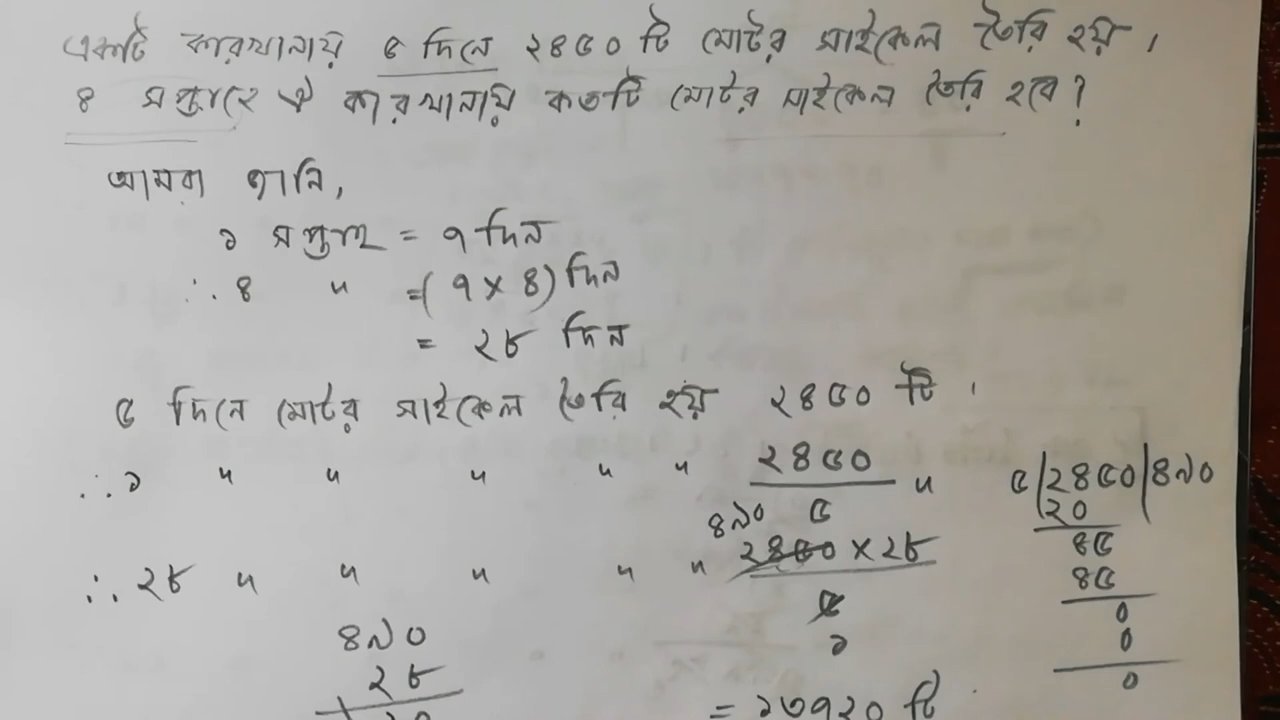 একটি কারখানায় ৫ দিনে ২৪৫০ টি মোটর সাইকেল তৈরি হয়।
৪ সপ্তাহে ঐ কারখানায় কতটি মোটর সাইকেল তৈরি হবে?
আমরা জানি,
১ সপ্তাহ = ৭ দিন
∴ ৪ " = (৭ × ৪) দিন
= ২৮ দিন
৫ দিনে মোটর সাইকেল তৈরি হয় ২৪৫০ টি।
∴ ১ " " " " " ২৪৫০
৫ "
৪৯০
∴ ২৮ " " " " " ২৪৫০ × ২৮
৫
১
= ১৩৭২০ টি
৪৯০
২৮
৫/২৪৫০/৪৯০
২০
৪৫
৪৫
০
০
০